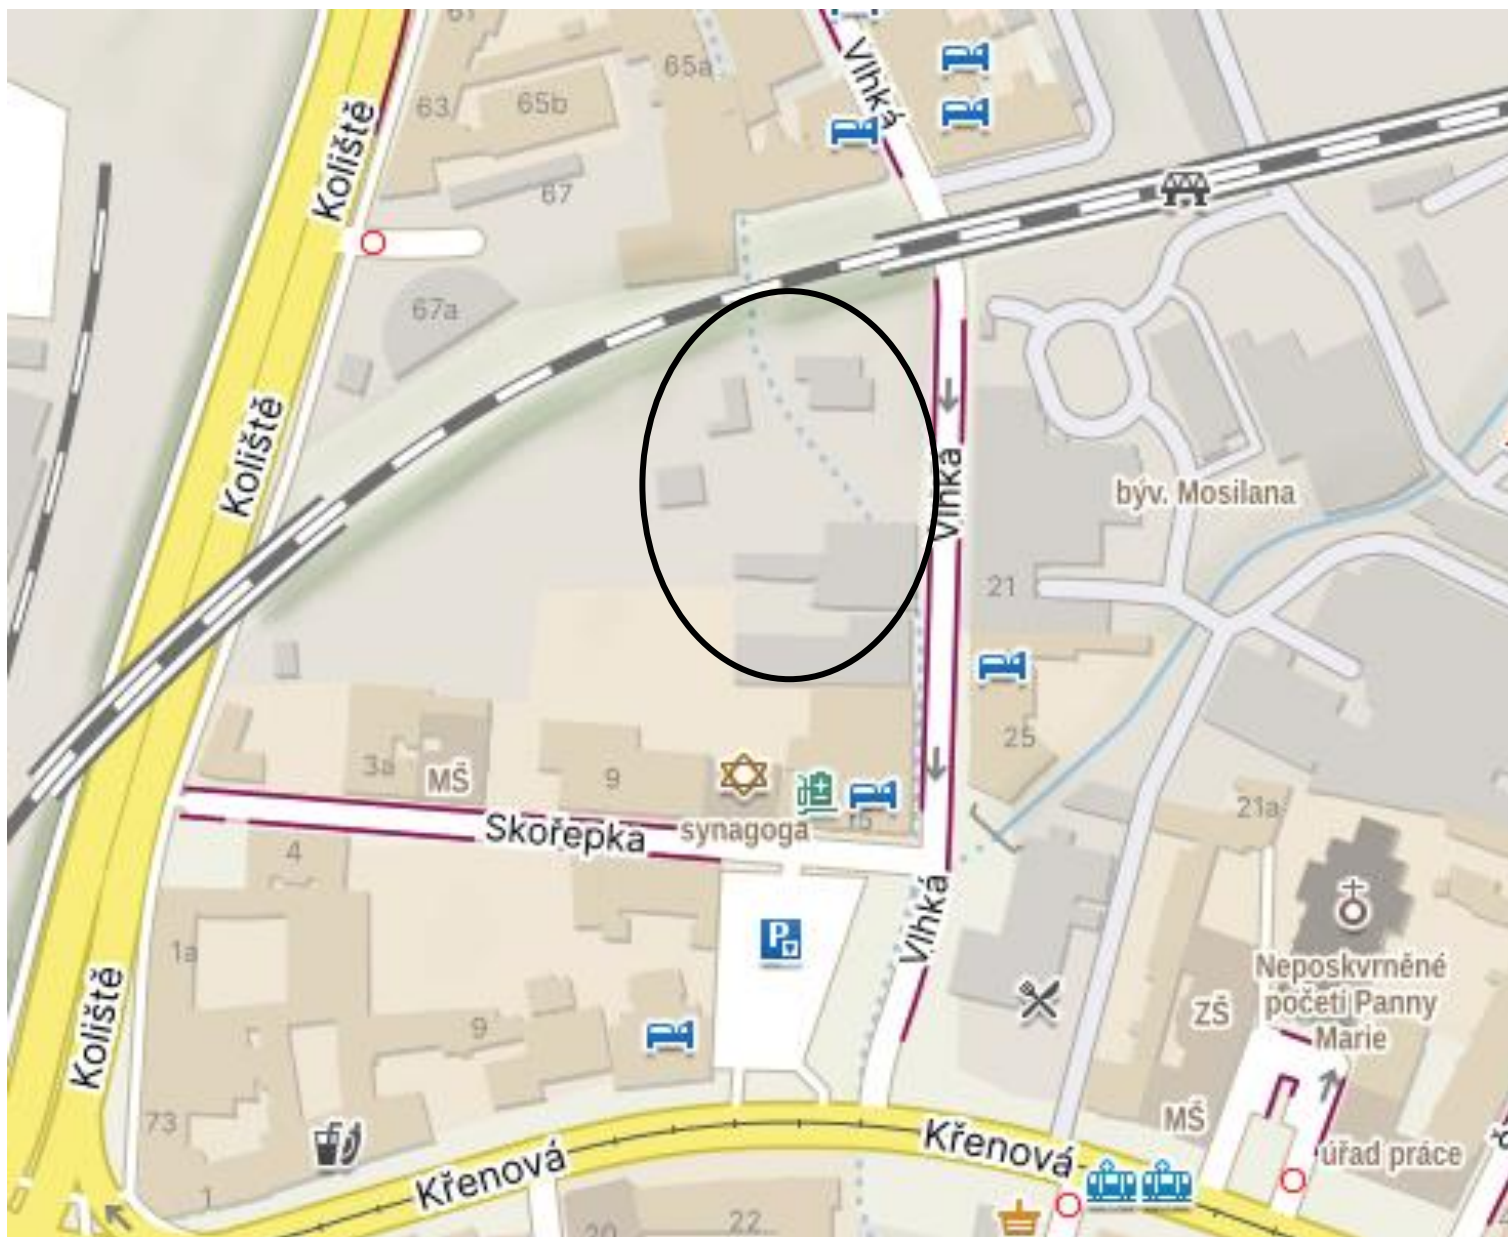 61
65a
Vlhká
63
65b
Koliště
67
67a
Koliště
Vlhká
býv. Mosilana
21
25
3a
MŠ
9
synagoga
15
Skořepka
21a
4
Vlhká
P
1a
Neposkvrněné
početí Panny
Marie
ZŠ
Koliště
9
73
MŠ
Křenová
Křenová
úřad práce
1
20
22